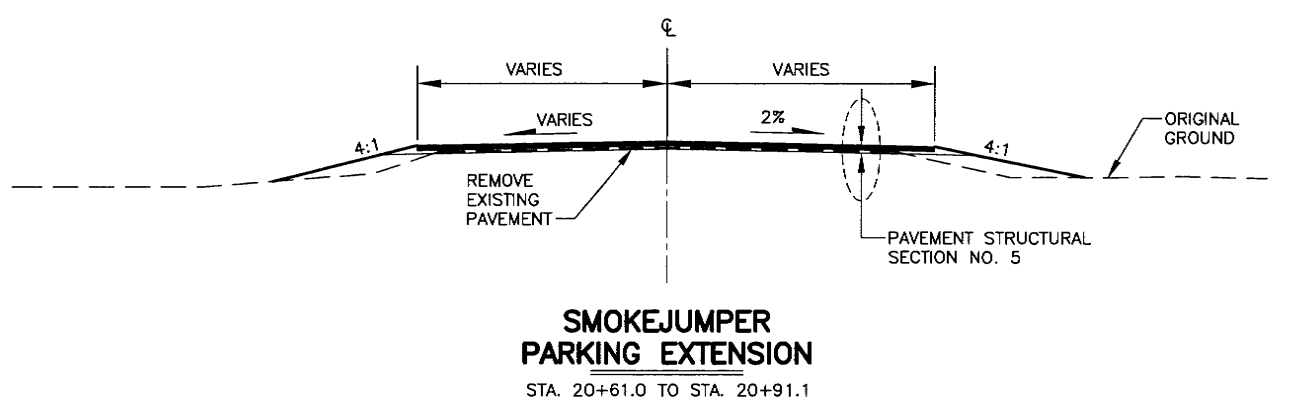 ℄
VARIES
VARIES
VARIES
2%
4:1
4:1
ORIGINAL
GROUND
REMOVE
EXISTING
PAVEMENT
PAVEMENT STRUCTURAL
SECTION NO. 5
SMOKEJUMPER
PARKING EXTENSION
STA. 20+61.0 TO STA. 20+91.1